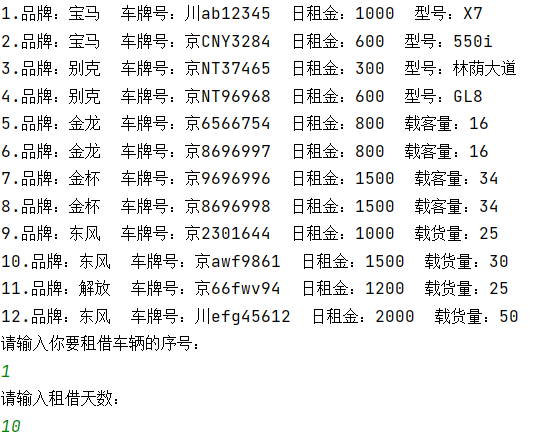 1.品牌：宝马  车牌号：川ab12345  日租金：1000  型号：X7
2.品牌：宝马  车牌号：京CNY3284  日租金：600  型号：550i
3.品牌：别克  车牌号：京NT37465  日租金：300  型号：林荫大道
4.品牌：别克  车牌号：京NT96968  日租金：600  型号：GL8
5.品牌：金龙  车牌号：京6566754  日租金：800  载客量：16
6.品牌：金龙  车牌号：京8696997  日租金：800  载客量：16
7.品牌：金杯  车牌号：京9696996  日租金：1500  载客量：34
8.品牌：金杯  车牌号：京8696998  日租金：1500  载客量：34
9.品牌：东风  车牌号：京2301644  日租金：1000  载货量：25
10.品牌：东风  车牌号：京awf9861  日租金：1500  载货量：30
11.品牌：解放  车牌号：京66fwv94  日租金：1200  载货量：25
12.品牌：东风  车牌号：川efg45612  日租金：2000  载货量：50
请输入你要租借车辆的序号：
1
请输入租借天数：
10